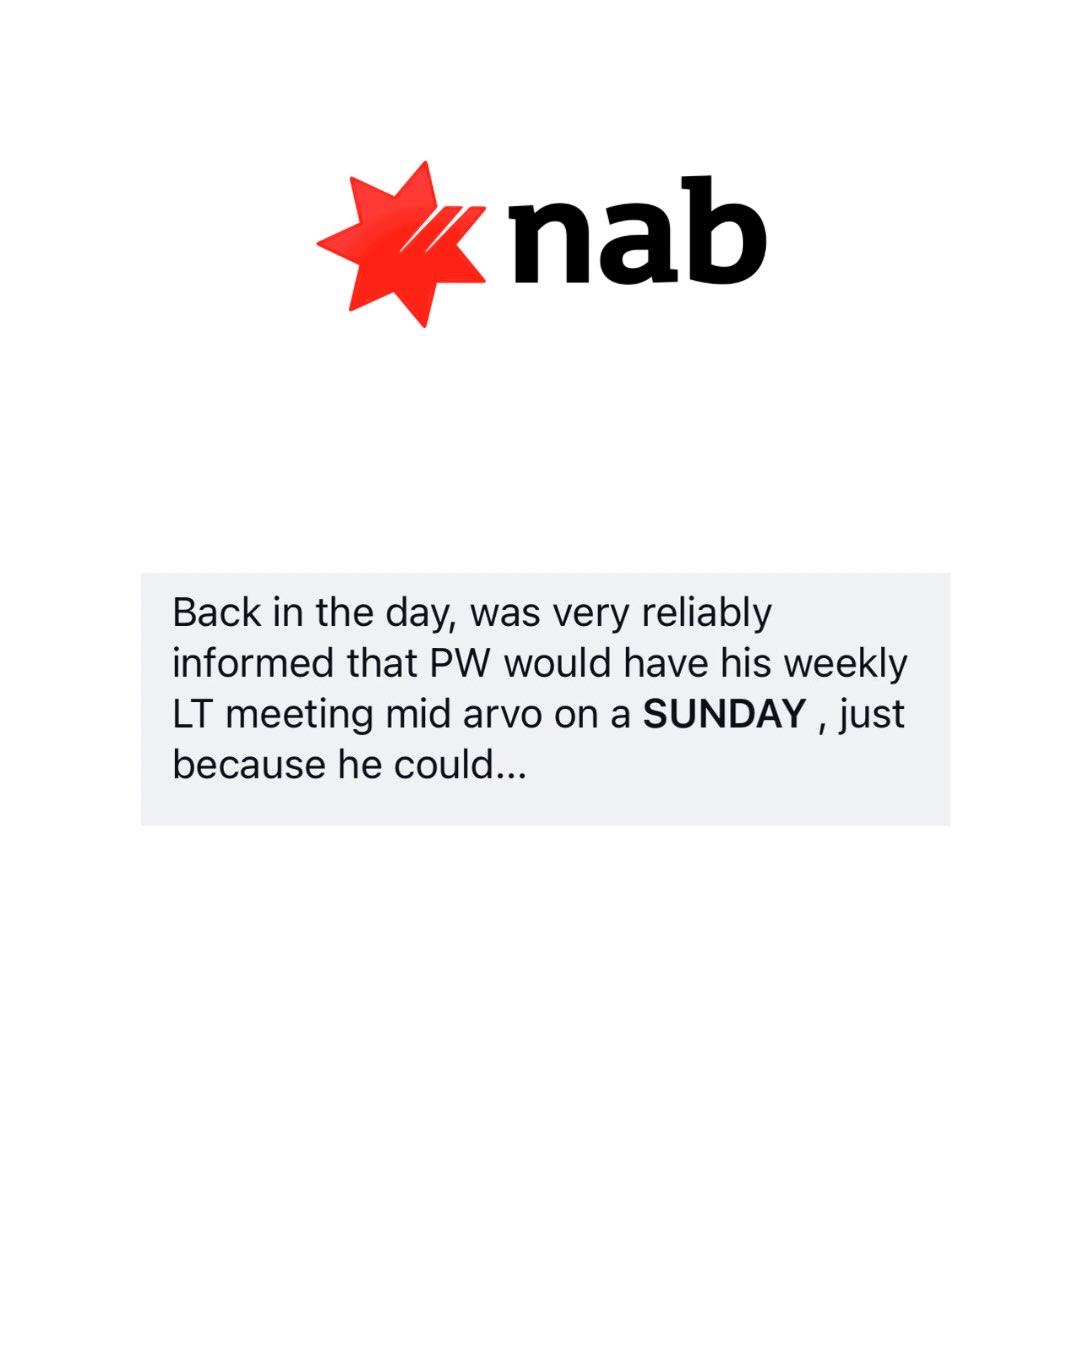 nab
Back in the day, was very reliably
informed that PW would have his weekly
LT meeting mid arvo on a SUNDAY , just
because he could...